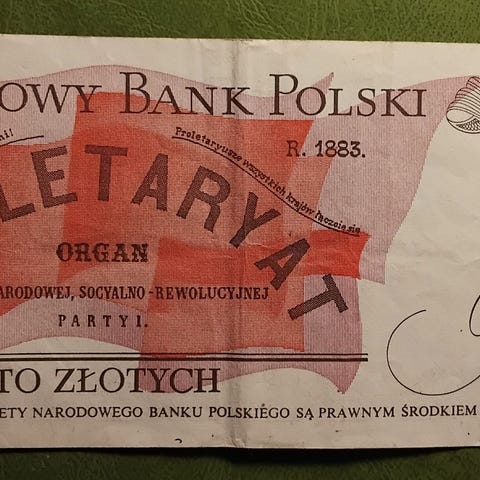 OWY BANK POLSKI
ni!
Proletaryusze wszystkich krajów łączcie się
R. 1883.
LETARYAT
ORGAN
ARODOWEJ, SOCYALNO-REWOLUCYJNEJ
PARTYI.
TO ZŁOTYCH
ETY NARODOWEGO BANKU POLSKIEGO SĄ PRAWNYM ŚRODKIEM